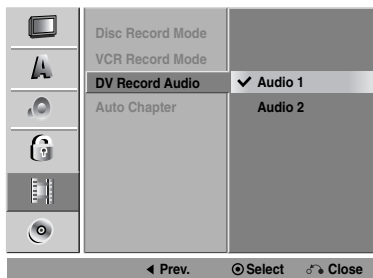 Disc Record Mode
VCR Record Mode
DV Record Audio
Auto Chapter
✔ Audio 1
Audio 2
◀ Prev.
Select
Close